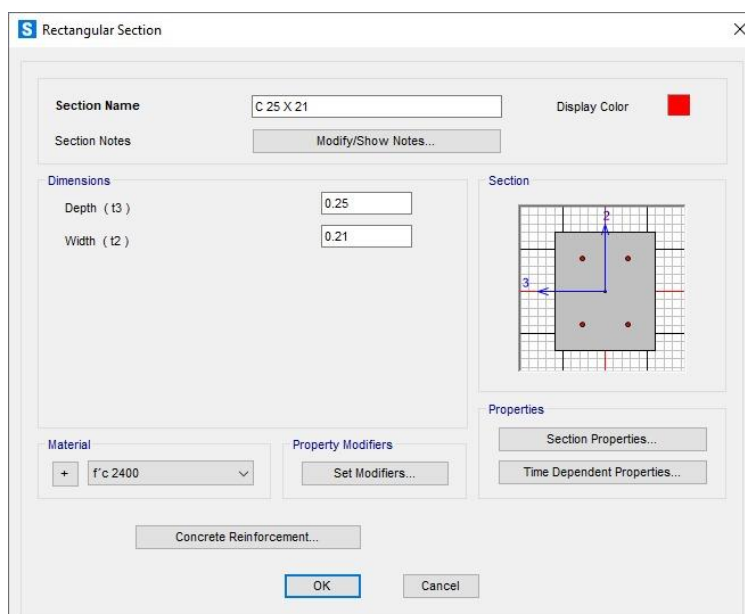 S Rectangular Section
Section Name C 25 X 21 Display Color
Section Notes Modify/Show Notes...
Dimensions
Depth ( t3 ) 0.25
Width ( t2 ) 0.21
Section
2
3
Properties
Section Properties...
Time Dependent Properties...
Material
+ f´c 2400
Property Modifiers
Set Modifiers...
Concrete Reinforcement...
OK Cancel